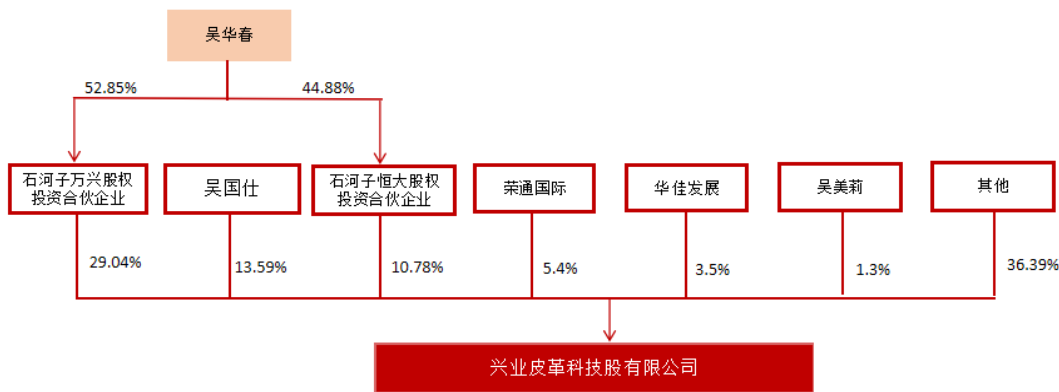 吴华春
52.85%
44.88%
石河子万兴股权
投资合伙企业
吴国仕
石河子恒大股权
投资合伙企业
荣通国际
华佳发展
吴美莉
其他
29.04%
13.59%
10.78%
5.4%
3.5%
1.3%
36.39%
兴业皮革科技股有限公司